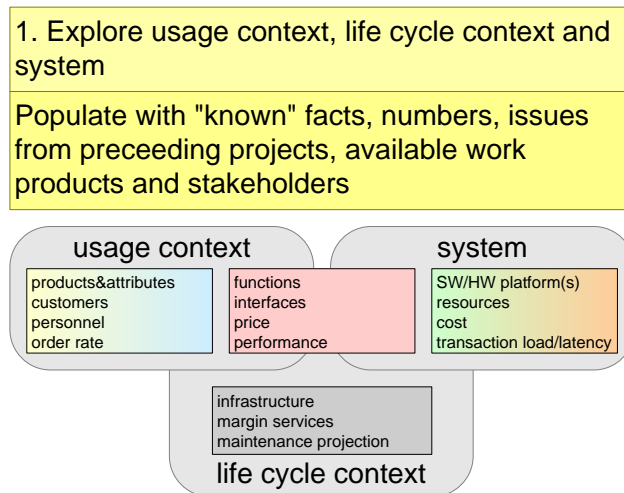 1. Explore usage context, life cycle context and
system
Populate with "known" facts, numbers, issues
from preceeding projects, available work
products and stakeholders
usage context
system
products&attributes
customers
personnel
order rate
functions
interfaces
price
performance
SW/HW platform(s)
resources
cost
transaction load/latency
infrastructure
margin services
maintenance projection
life cycle context